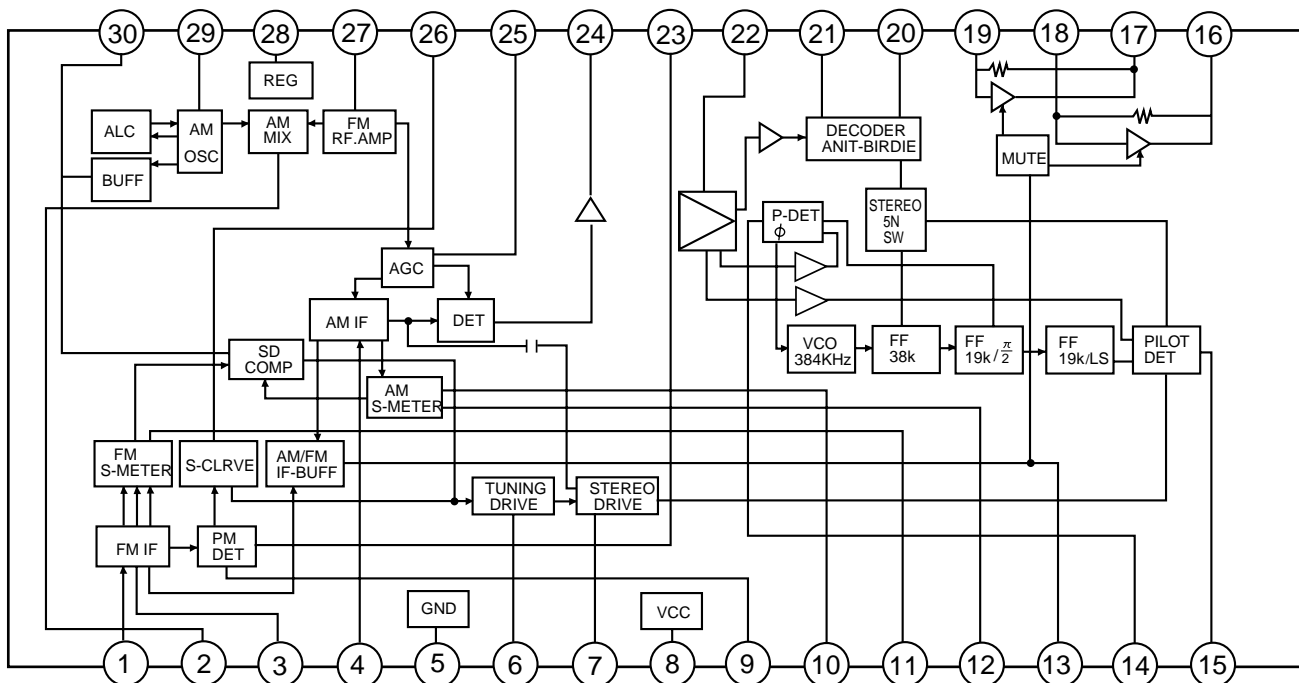 30 29 28 27 26 25 24 23 22 21 20 19 18 17 16
REG
ALC
AM
OSC
AM
MIX
FM
RF.AMP
BUFF
DECODER
ANIT-BIRDIE
MUTE
STEREO
5N
SW
P-DET
ϕ
AGC
AM IF
DET
SD
COMP
AM
S-METER
VCO
384KHz
FF
38k
FF
19k/π/2
FF
19k/LS
PILOT
DET
FM
S-METER
S-CLRVE
AM/FM
IF-BUFF
TUNING
DRIVE
STEREO
DRIVE
FM IF
PM
DET
GND
VCC
1 2 3 4 5 6 7 8 9 10 11 12 13 14 15